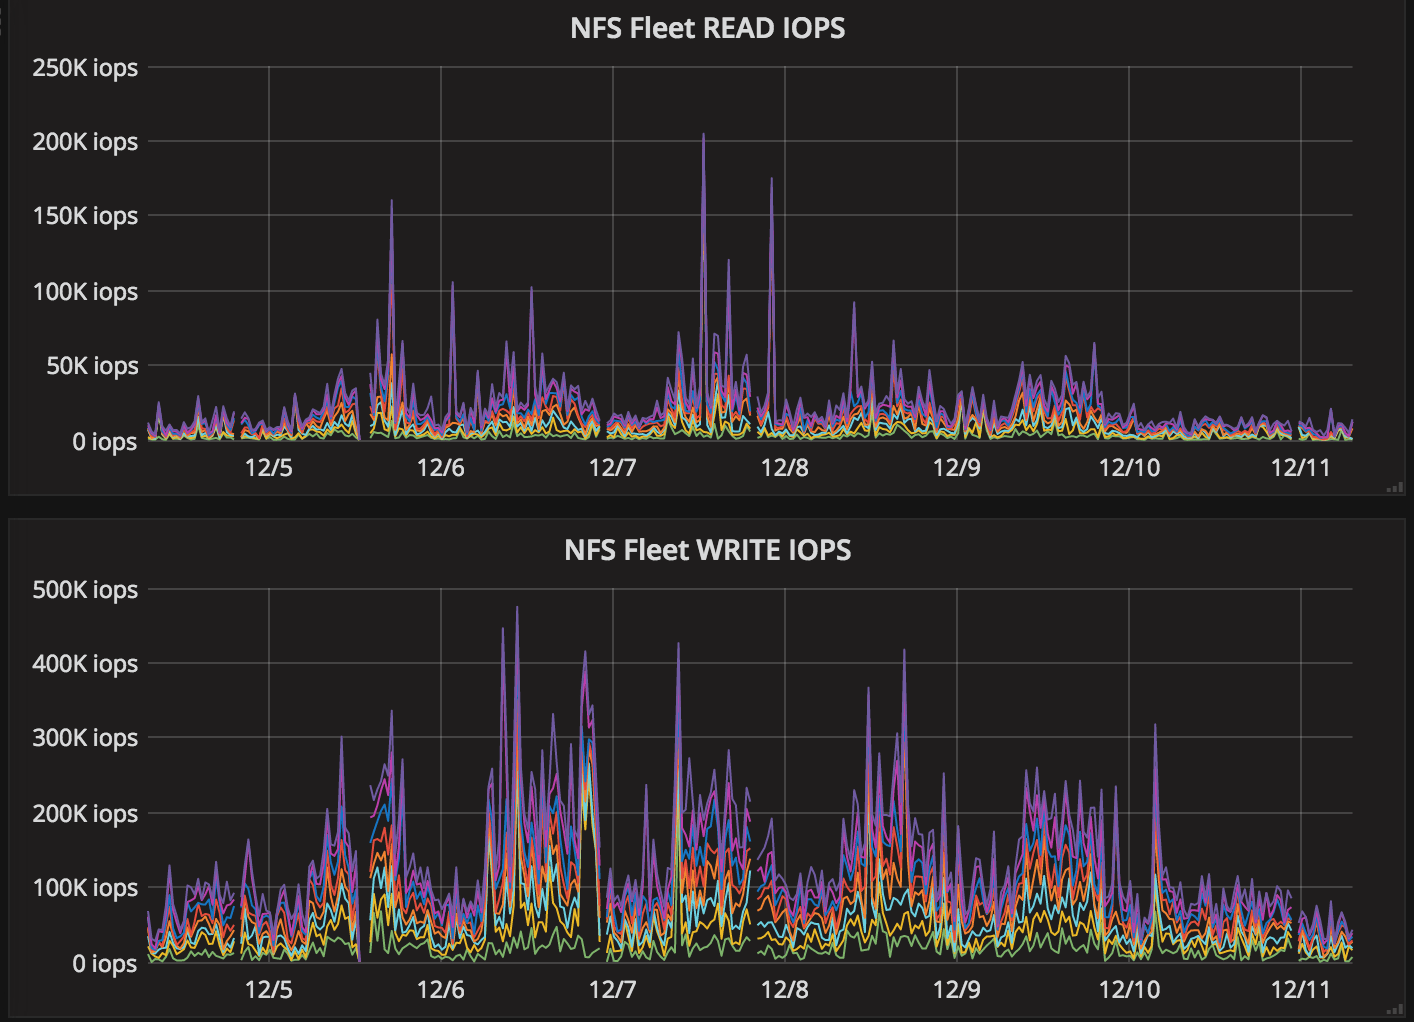 NFS Fleet READ IOPS
250K iops
200K iops
150K iops
100K iops
50K iops
0 iops
12/5 12/6 12/7 12/8 12/9 12/10 12/11
NFS Fleet WRITE IOPS
500K iops
400K iops
300K iops
200K iops
100K iops
0 iops
12/5 12/6 12/7 12/8 12/9 12/10 12/11